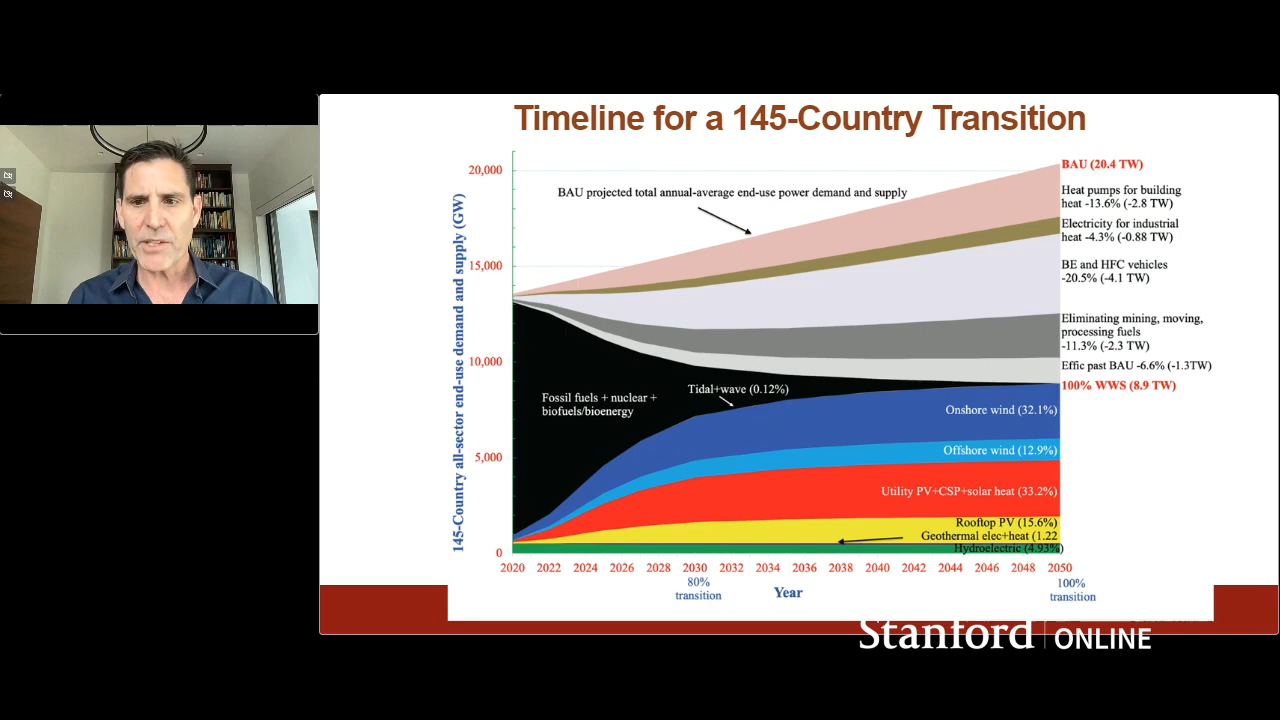 Timeline for a 145-Country Transition
145-Country all-sector end-use demand and supply (GW)
20,000
15,000
10,000
5,000
0
BAU projected total annual-average end-use power demand and supply
Fossil fuels + nuclear +
biofuels/bioenergy
Tidal+wave (0.12%)
Onshore wind (32.1%)
Offshore wind (12.9%)
Utility PV+CSP+solar heat (33.2%)
Rooftop PV (15.6%)
Geothermal elec+heat (1.22
Hydroelectric (4.93%)
BAU (20.4 TW)
Heat pumps for building
heat -13.6% (-2.8 TW)
Electricity for industrial
heat -4.3% (-0.88 TW)
BE and HFC vehicles
-20.5% (-4.1 TW)
Eliminating mining, moving,
processing fuels
-11.3% (-2.3 TW)
Effic past BAU -6.6% (-1.3TW)
100% WWS (8.9 TW)
2020 2022 2024 2026 2028 2030 2032 2034 2036 2038 2040 2042 2044 2046 2048 2050
80%
transition
Year
100%
transition
Stanford ONLINE